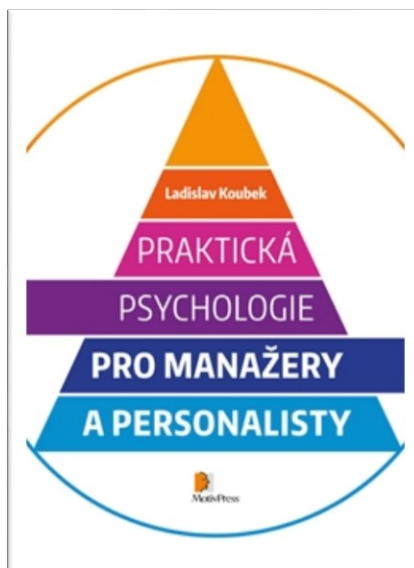 Ladislav Koubek
PRAKTICKÁ
PSYCHOLOGIE
PRO MANAŽERY
A PERSONALISTY
MotivPress